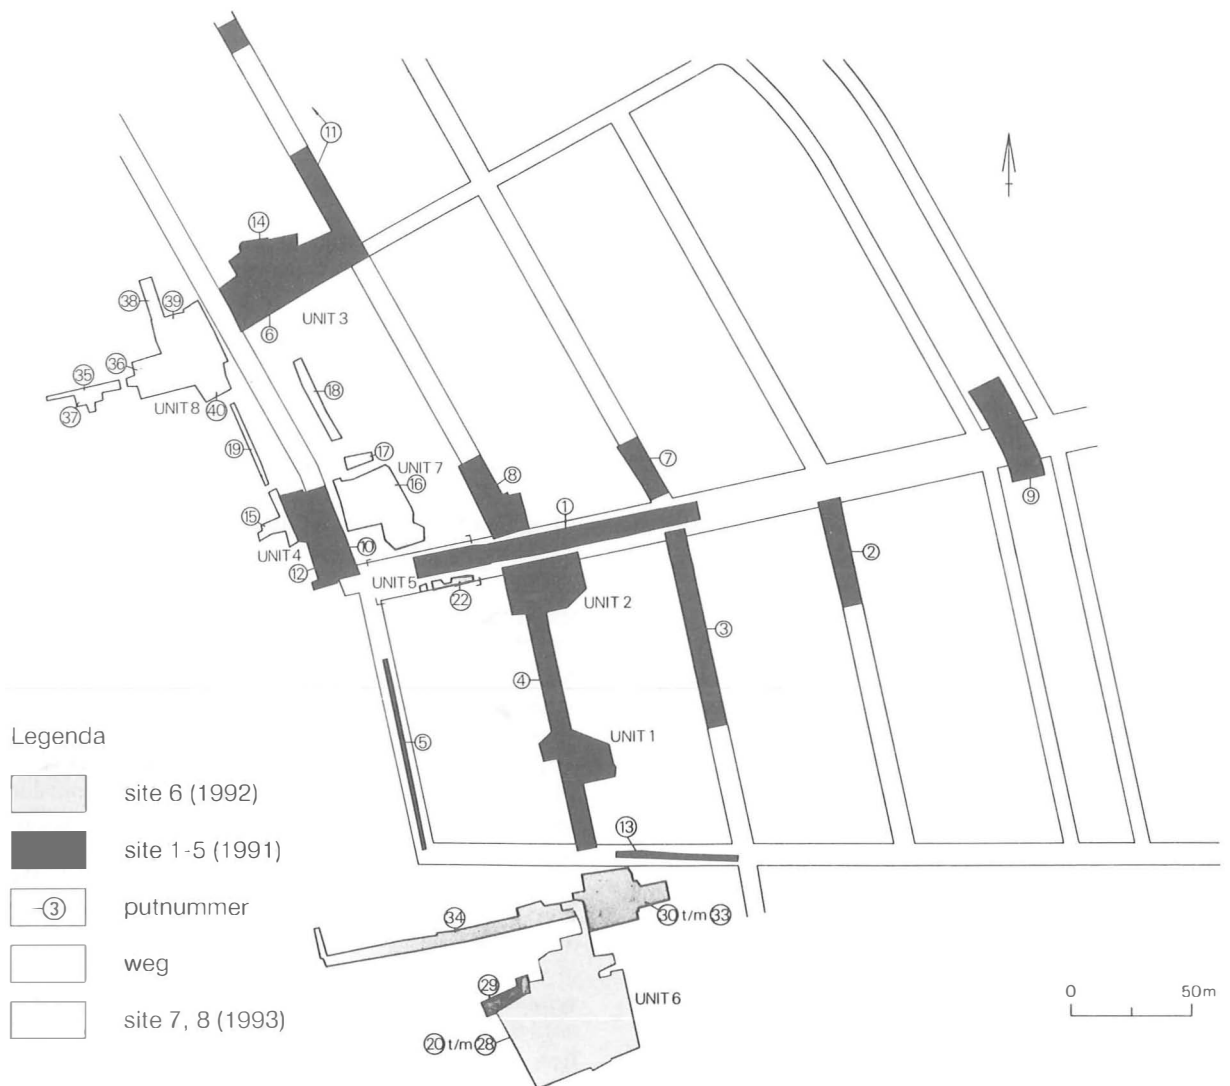 11
14
38
39
UNIT 3
6
36
35
18
37
UNIT 8
40
19
17
UNIT 7
7
8
16
9
1
15
10
UNIT 4
2
12
UNIT 5
22
UNIT 2
3
4
5
UNIT 1
13
Legenda
site 6 (1992)
site 1-5 (1991)
3 putnummer
weg
site 7, 8 (1993)
34
30 t/m 33
29
UNIT 6
20 t/m 28
0 50m